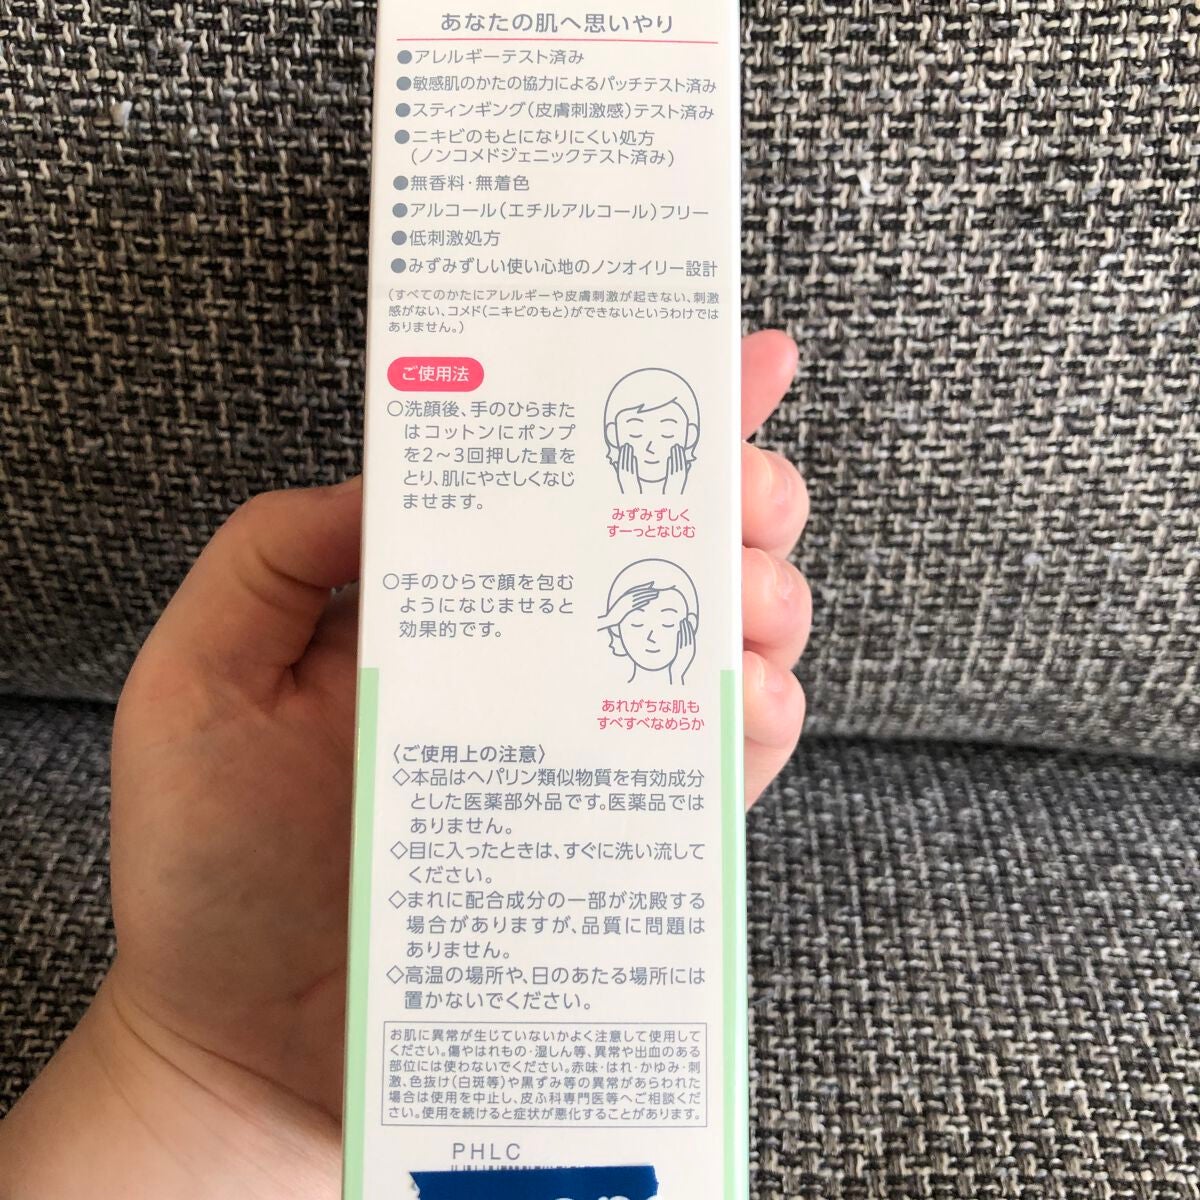 あなたの肌へ思いやり
●アレルギーテスト済み
●敏感肌のかたの協力によるパッチテスト済み
●スティンギング(皮膚刺激感)テスト済み
●ニキビのもとになりにくい処方
(ノンコメドジェニックテスト済み)
●無香料・無着色
●アルコール(エチルアルコール)フリー
●低刺激処方
●みずみずしい使い心地のノンオイリー設計
(すべてのかたにアレルギーや皮膚刺激が起きない、刺激
感がない、コメド(ニキビのもと)ができないというわけでは
ありません。)
ご使用法
○洗顔後、手のひらまた
はコットンにポンプ
を2〜3回押した量を
とり、肌にやさしくなじ
ませます。
みずみずしく
すーっとなじむ
○手のひらで顔を包む
ようになじませると
効果的です。
あれがちな肌も
すべすべなめらか
〈ご使用上の注意〉
◇本品はヘパリン類似物質を有効成分
とした医薬部外品です。医薬品では
ありません。
◇目に入ったときは、すぐに洗い流して
ください。
◇まれに配合成分の一部が沈殿する
場合がありますが、品質に問題は
ありません。
◇高温の場所や、日のあたる場所には
置かないでください。
お肌に異常が生じていないかよく注意して使用して
ください。傷やはれもの・湿しん等、異常や出血のある
部位には使わないでください。赤味・はれ・かゆみ・刺
激、色抜け(白斑等)や黒ずみ等の異常があらわれた
場合は使用を中止し、皮ふ科専門医等へご相談くだ
さい。使用を続けると症状が悪化することがあります。
PHLC